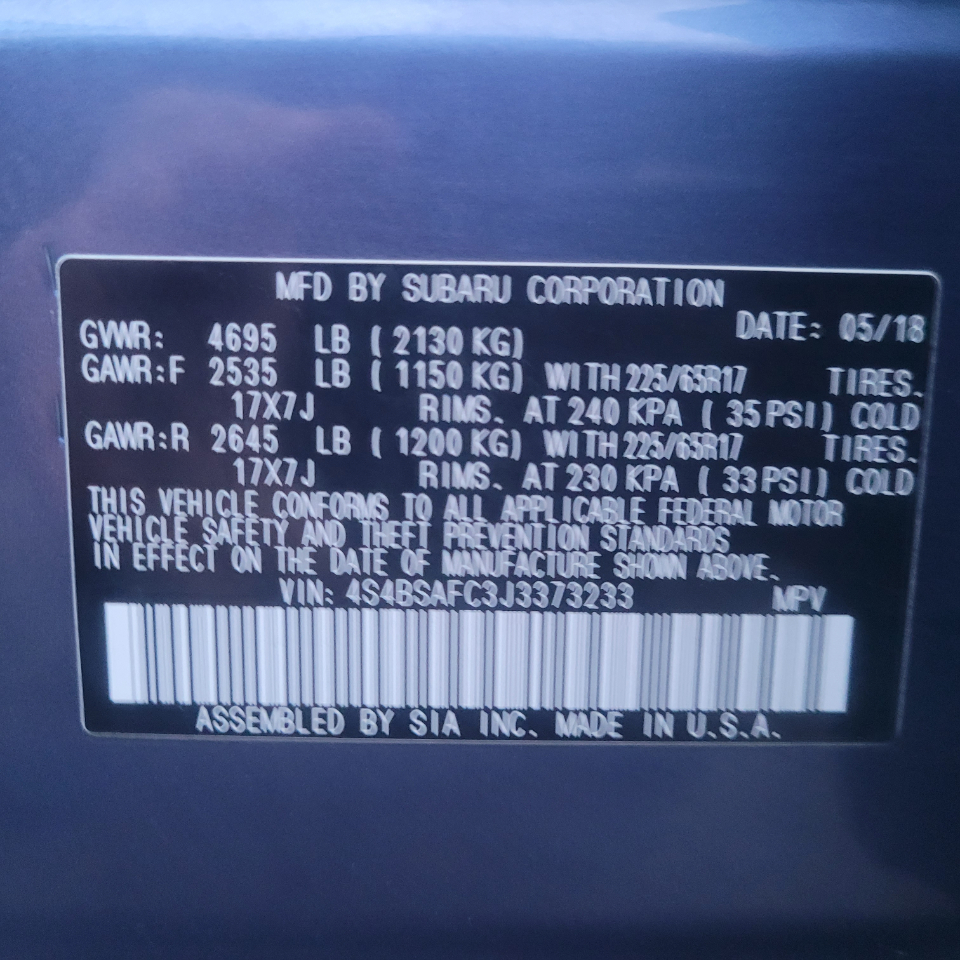 MFD BY SUBARU CORPORATION
GVWR: 4695 LB ( 2130 KG) DATE: 05/18
GAWR:F 2535 LB ( 1150 KG) WITH 225/65R17 TIRES.
17X7J RIMS. AT 240 KPA ( 35 PSI) COLD
GAWR:R 2645 LB ( 1200 KG) WITH 225/65R17 TIRES.
17X7J RIMS. AT 230 KPA ( 33 PSI) COLD
THIS VEHICLE CONFORMS TO ALL APPLICABLE FEDERAL MOTOR
VEHICLE SAFETY AND THEFT PREVENTION STANDARDS
IN EFFECT ON THE DATE OF MANUFACTURE SHOWN ABOVE.
VIN: 4S4BSAFC3J3373233 MPV
ASSEMBLED BY SIA INC. MADE IN U.S.A.